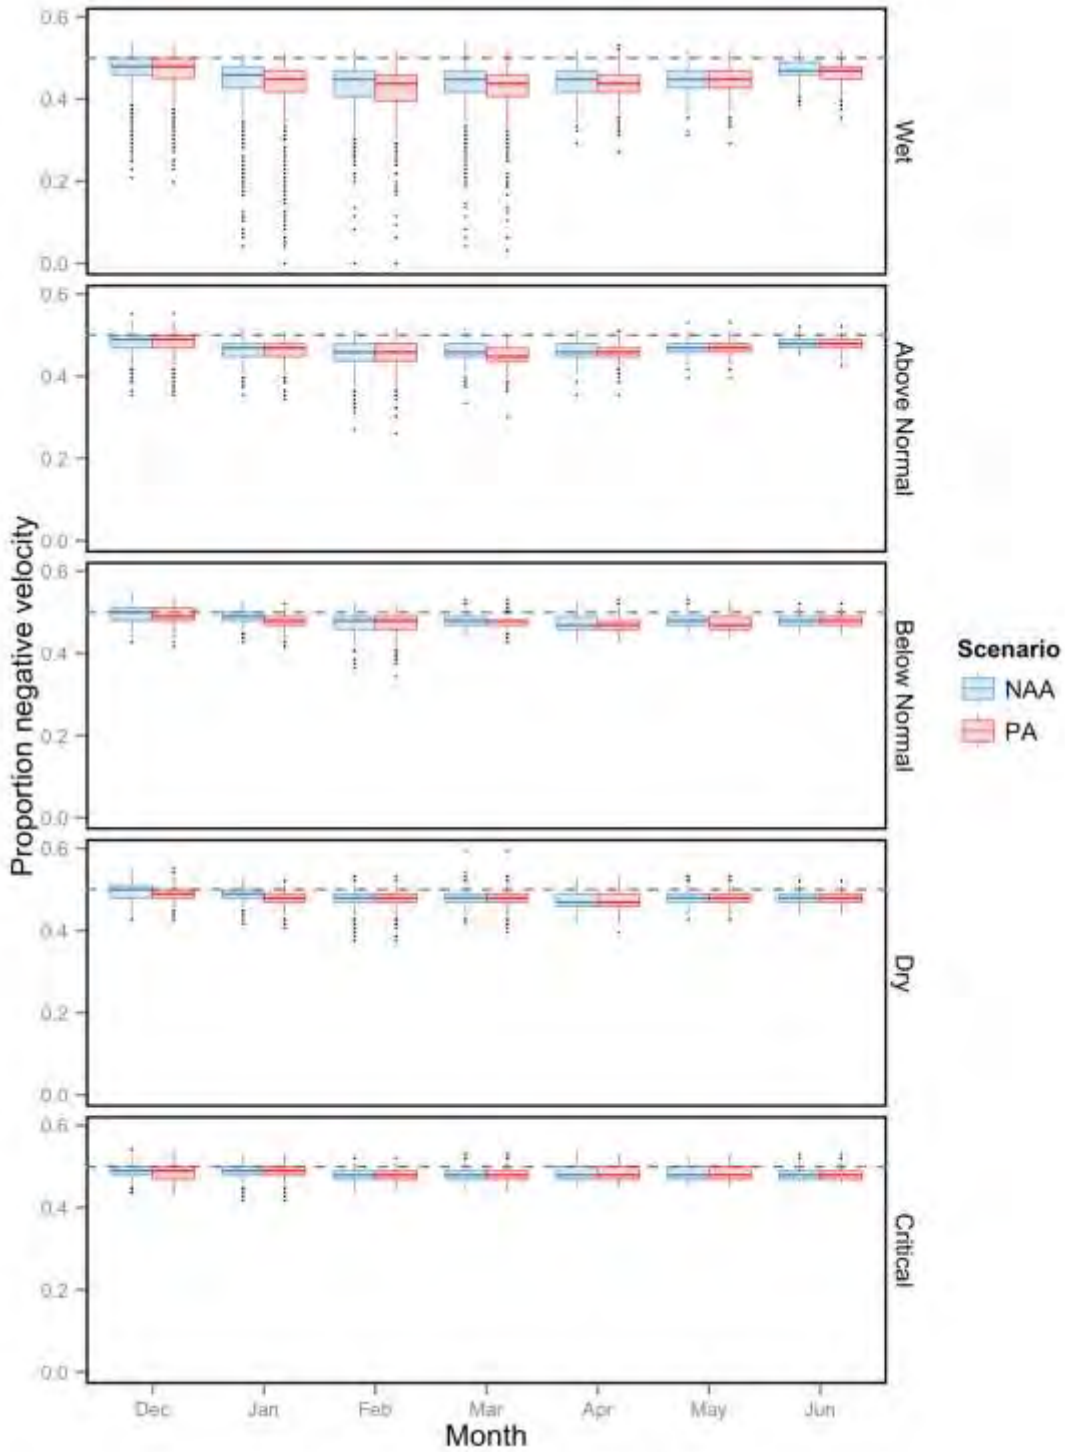 Proportion negative velocity
0.6
0.4
0.2
0.0
Wet
0.6
0.4
0.2
0.0
Above Normal
0.6
0.4
0.2
0.0
Below Normal
0.6
0.4
0.2
0.0
Dry
0.6
0.4
0.2
0.0
Critical
Dec Jan Feb Mar Apr May Jun
Month
Scenario
NAA
PA